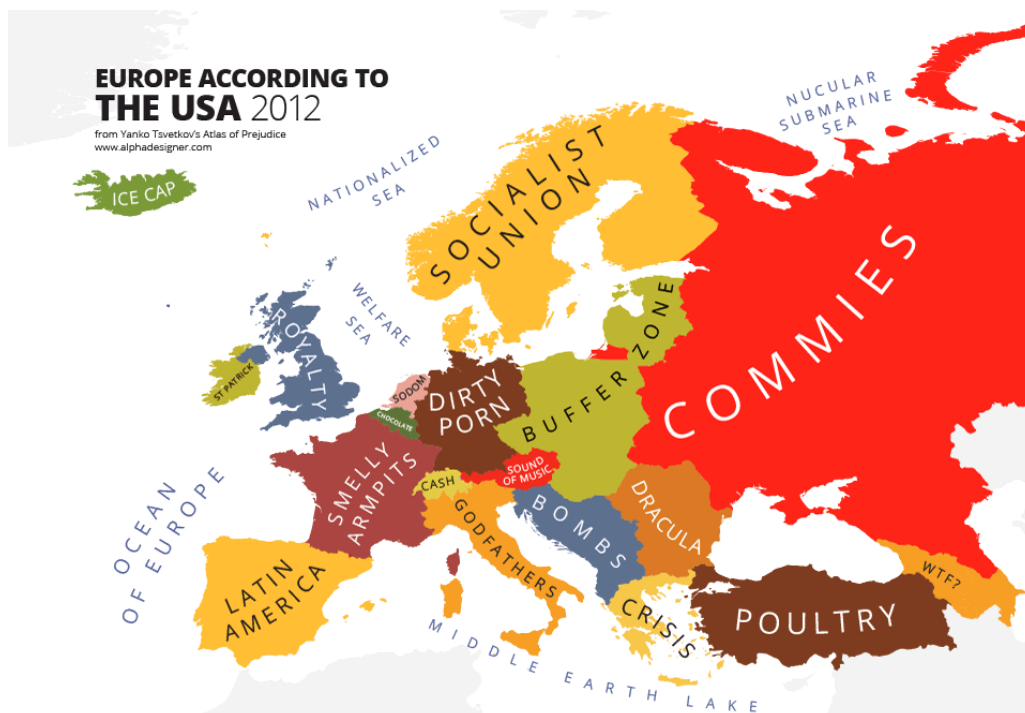 EUROPE ACCORDING TO
THE USA 2012
from Yanko Tsvetkov's Atlas of Prejudice
www.alphadesigner.com
NUCULAR
SUBMARINE
SEA
NATIONALIZED
SEA
ICE CAP
SOCIALIST
UNION
WELFARE
SEA
COMMIES
ROYALTY
ST PATRICK
SODOM
CHOCOLATE
DIRTY
PORN
BUFFER ZONE
SMELLY
ARMPITS
CASH
SOUND
OF MUSIC
OCEAN
OF EUROPE
GODFATHERS
BOMBS
DRACULA
LATIN
AMERICA
CRISIS
POULTRY
WTF?
MIDDLE EARTH LAKE